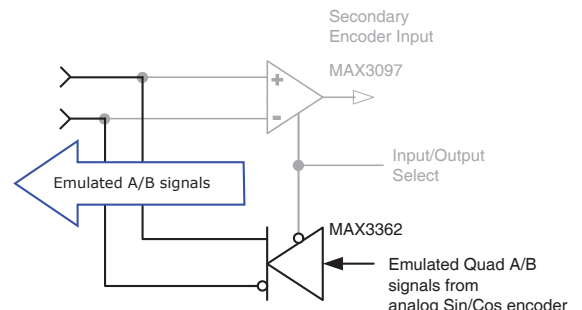 Secondary
Encoder Input
MAX3097
+
-
Input/Output
Select
Emulated A/B signals
MAX3362
Emulated Quad A/B
signals from
analog Sin/Cos encoder